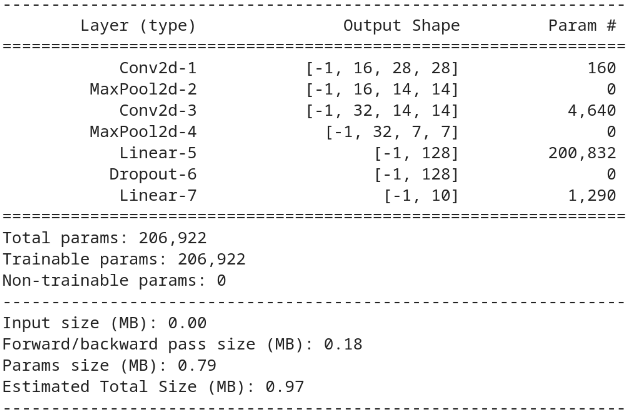 ----------------------------------------------------------------
        Layer (type)               Output Shape         Param #
================================================================
            Conv2d-1           [-1, 16, 28, 28]             160
         MaxPool2d-2           [-1, 16, 14, 14]               0
            Conv2d-3           [-1, 32, 14, 14]           4,640
         MaxPool2d-4             [-1, 32, 7, 7]               0
            Linear-5                  [-1, 128]         200,832
           Dropout-6                  [-1, 128]               0
            Linear-7                   [-1, 10]           1,290
================================================================
Total params: 206,922
Trainable params: 206,922
Non-trainable params: 0
----------------------------------------------------------------
Input size (MB): 0.00
Forward/backward pass size (MB): 0.18
Params size (MB): 0.79
Estimated Total Size (MB): 0.97
----------------------------------------------------------------